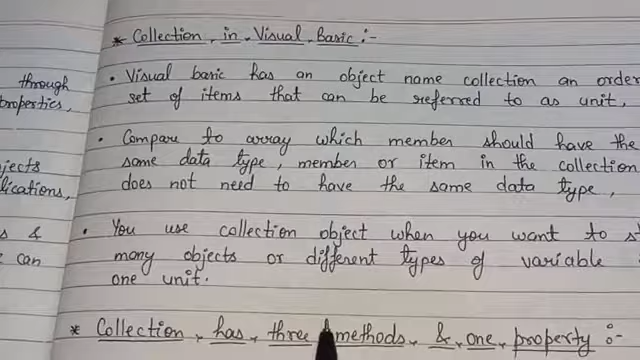 through
properties,
jects
lications,
s &
can
* Collection in Visual Basic :-
• Visual basic has an object name collection an order
set of items that can be referred to as unit.
• Compare to array which member should have the
same data type, member or item in the collection
does not need to have the same data type,
• You use collection object when you want to s
many objects or different types of variable
one unit.
* Collection has three methods & one property :-